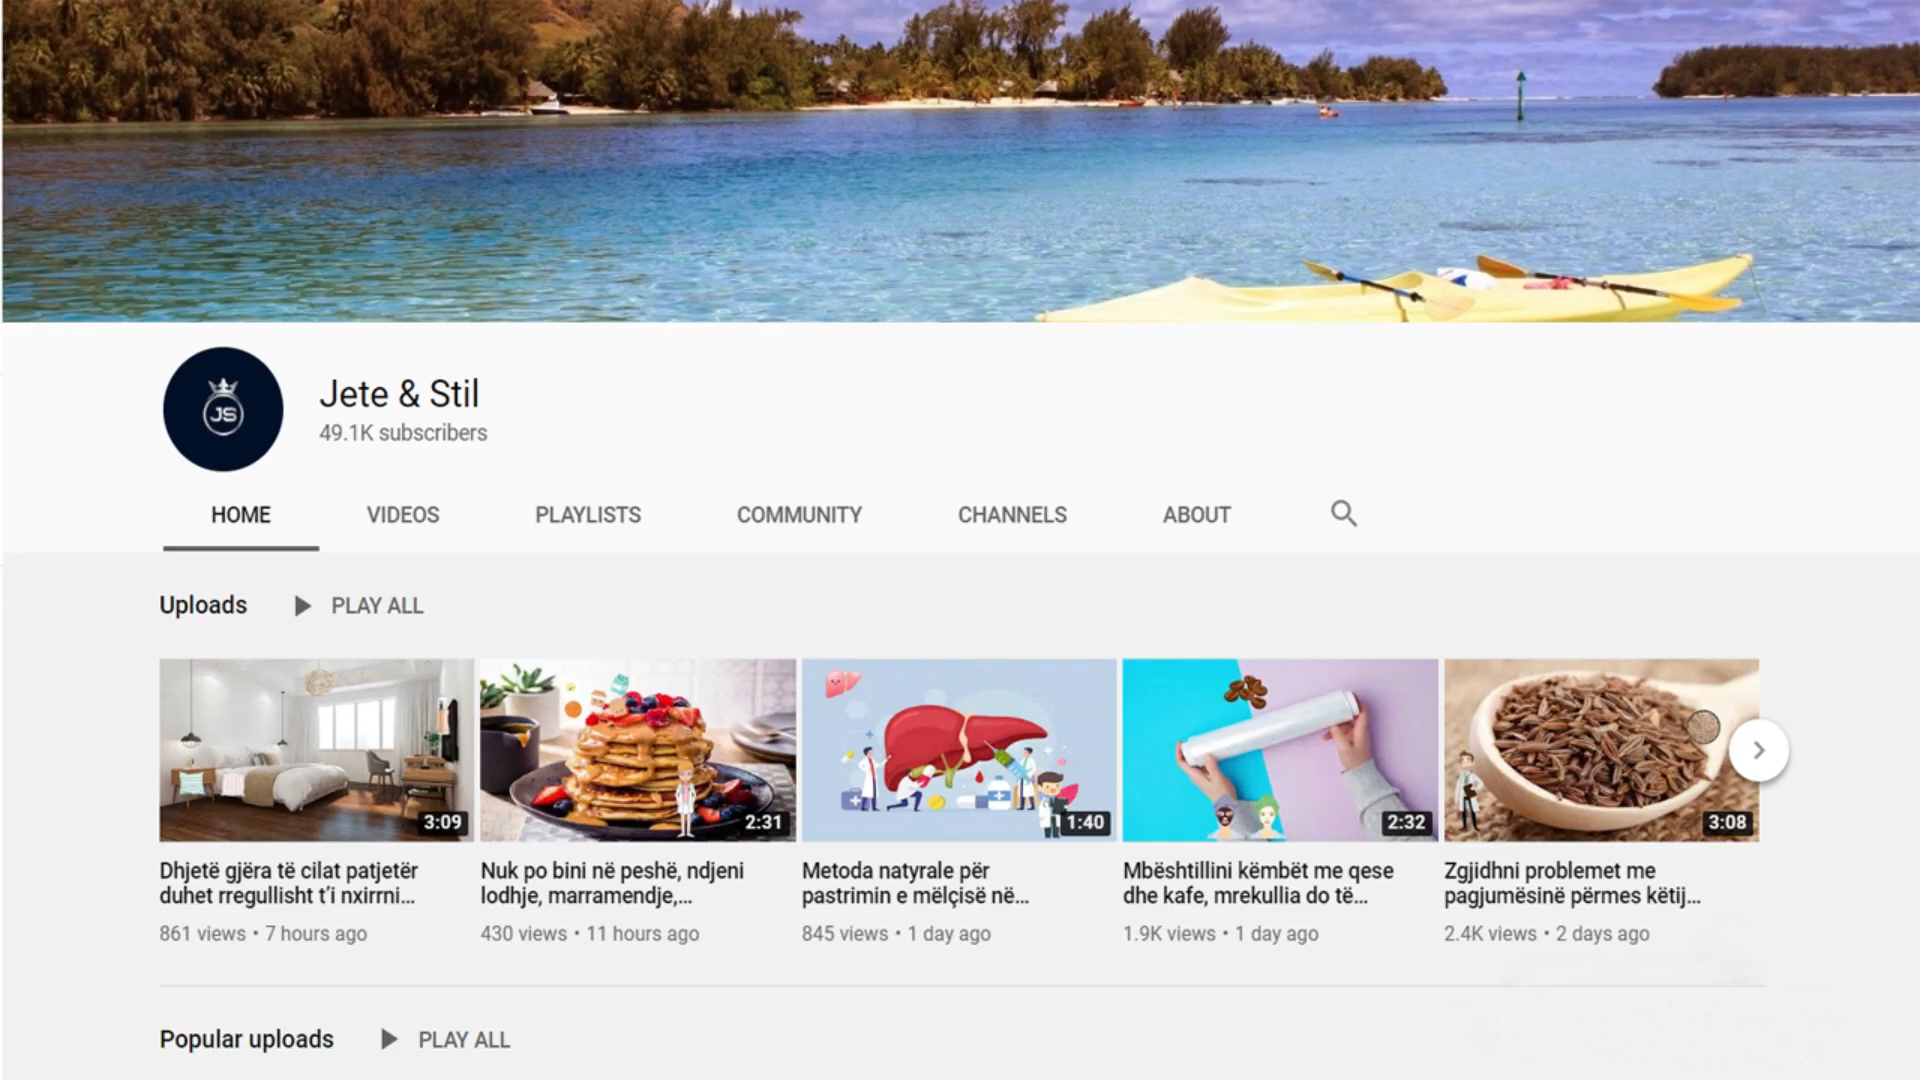 JS
Jete & Stil
49.1K subscribers
HOME VIDEOS PLAYLISTS COMMUNITY CHANNELS ABOUT
Uploads PLAY ALL
3:09 2:31 1:40 2:32 3:08
Dhjetë gjëra të cilat patjetër
duhet rregullisht t’i nxirrni...
861 views • 7 hours ago
Nuk po bini në peshë, ndjeni
lodhje, marramendje,...
430 views • 11 hours ago
Metoda natyrale për
pastrimin e mëlçisë në...
845 views • 1 day ago
Mbështillini këmbët me qese
dhe kafe, mrekullia do të...
1.9K views • 1 day ago
Zgjidhni problemet me
pagjumësinë përmes këtij...
2.4K views • 2 days ago
Popular uploads PLAY ALL